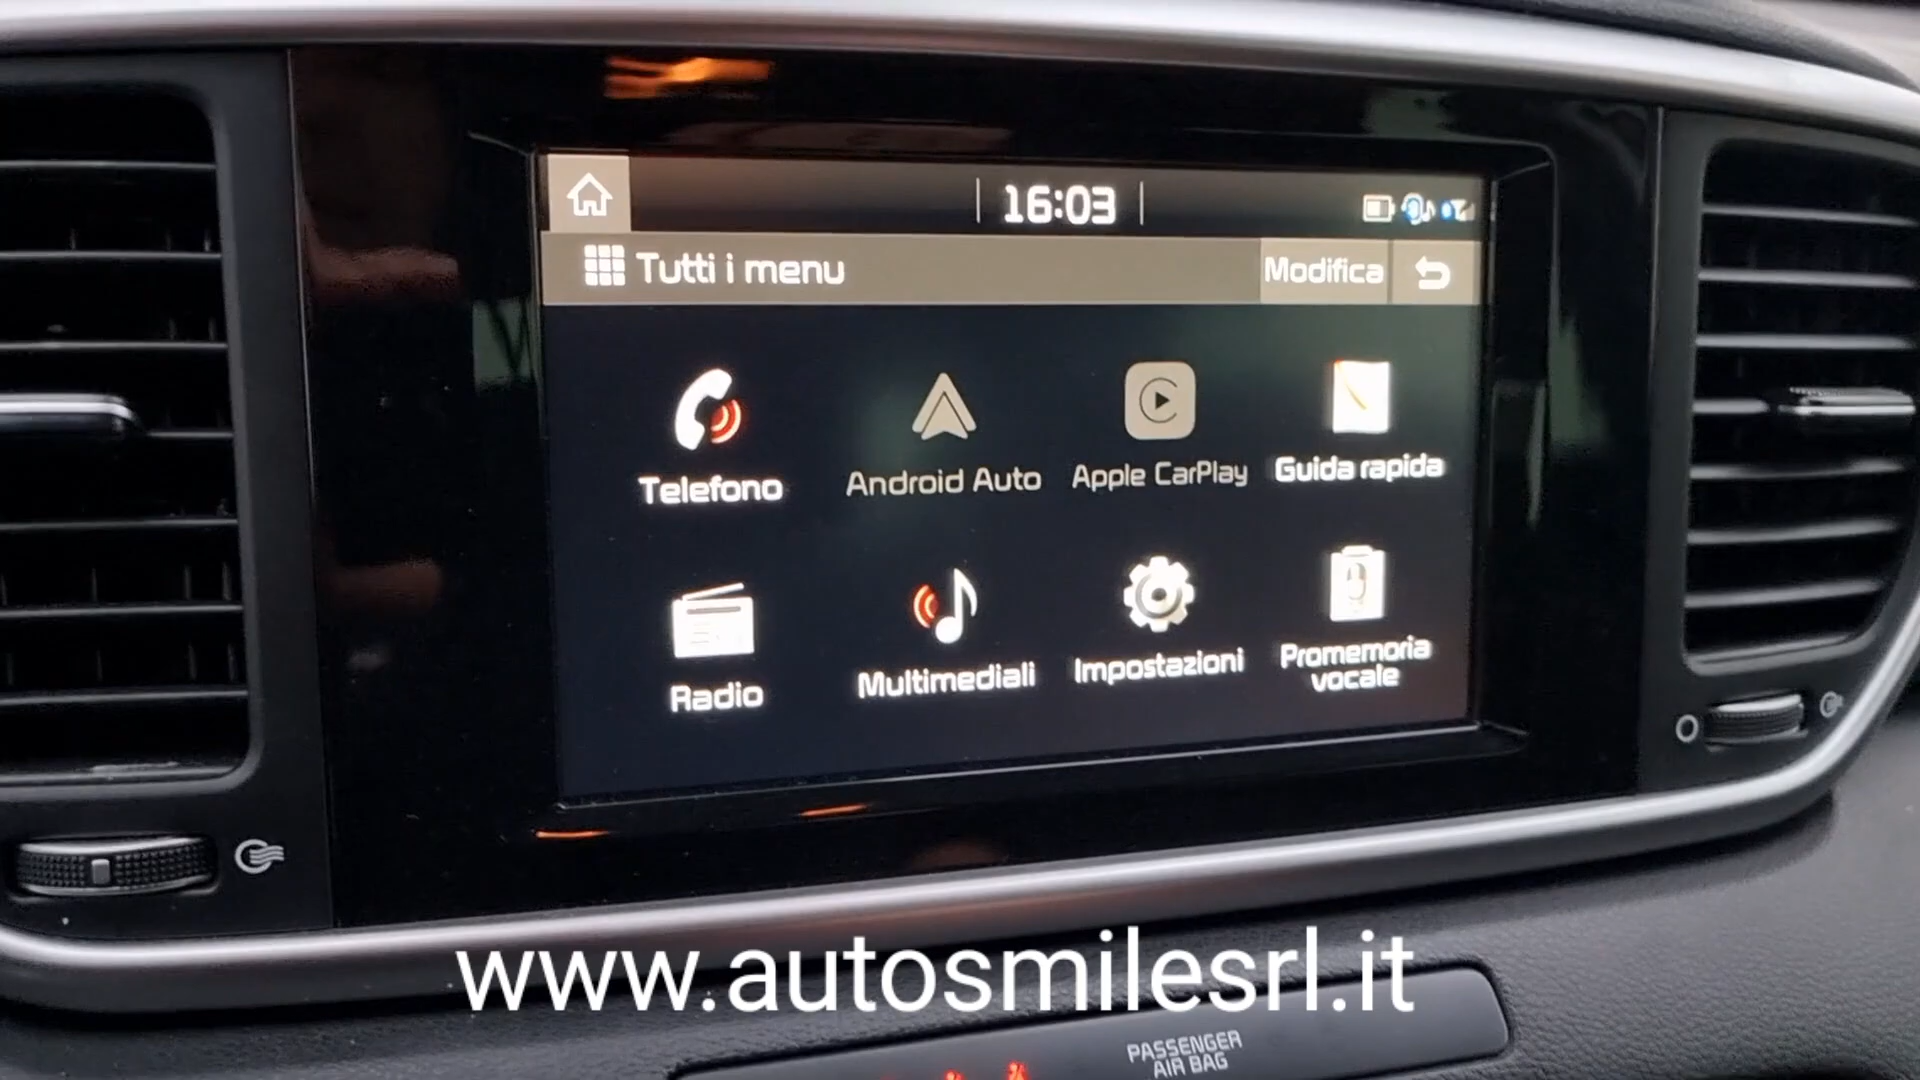 16:03
Tutti i menu
Modifica
Telefono
Android Auto
Apple CarPlay
Guida rapida
Radio
Multimediali
Impostazioni
Promemoria
vocale
www.autosmilesrl.it
PASSENGER
AIR BAG